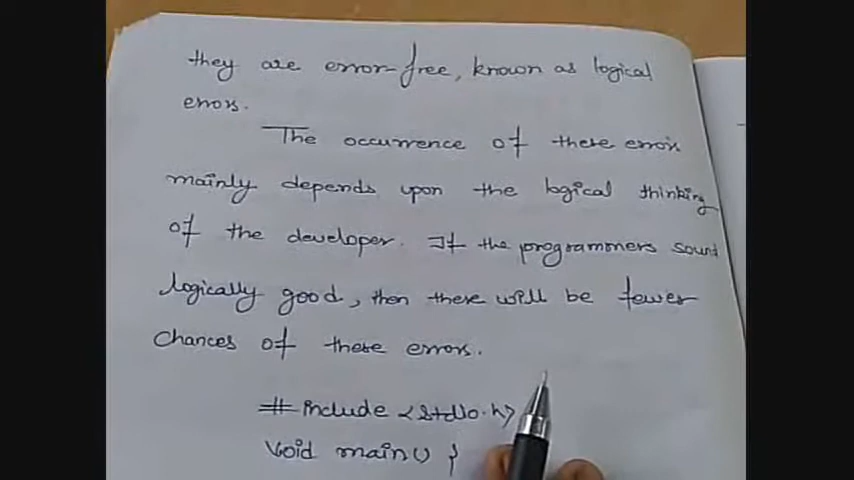 they are error-free, known as logical
errors.
The occurrence of these errors
mainly depends upon the logical thinking
of the developer. If the programmers sound
logically good, then there will be fewer
chances of these errors.
# include <stdio.h>
void main() {